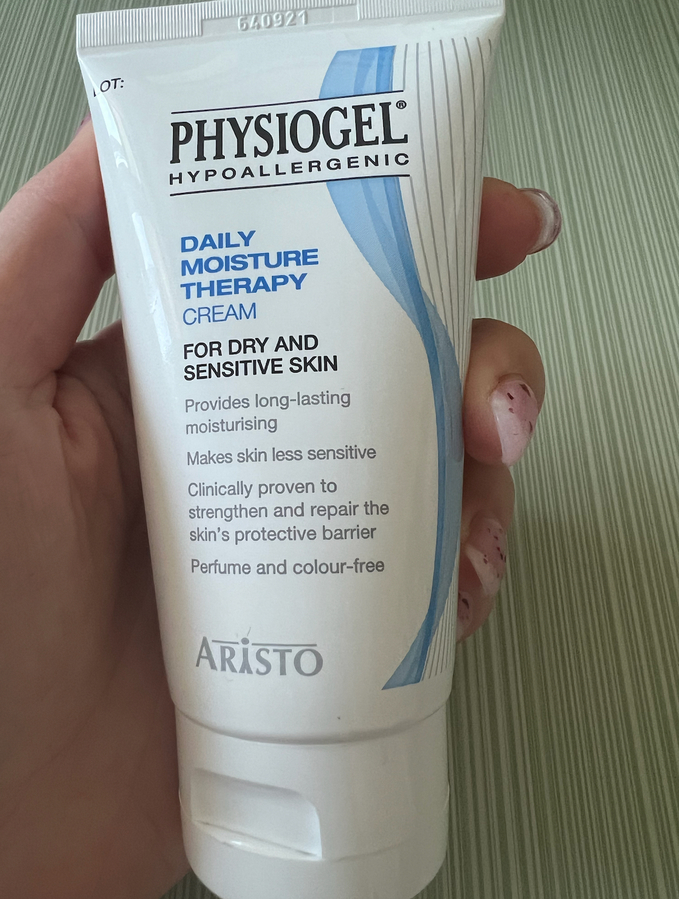 640921
LOT:
PHYSIOGEL®
HYPOALLERGENIC
DAILY
MOISTURE
THERAPY
CREAM
FOR DRY AND
SENSITIVE SKIN
Provides long-lasting
moisturising
Makes skin less sensitive
Clinically proven to
strengthen and repair the
skin's protective barrier
Perfume and colour-free
ARISTO